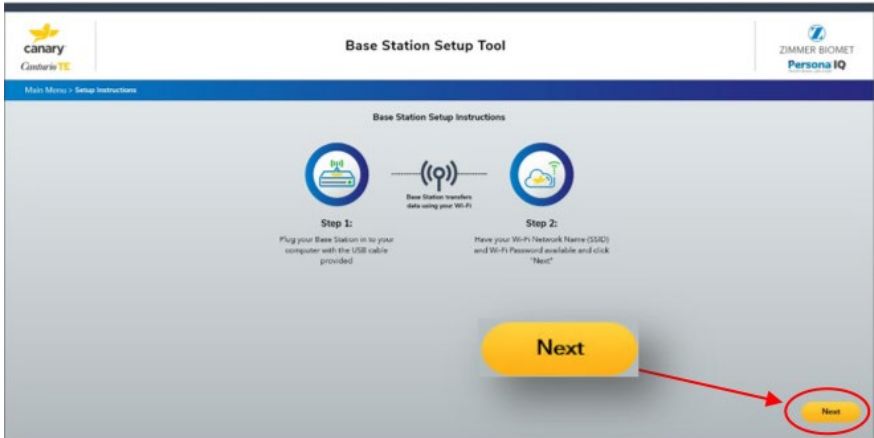 canary
Canturio TE
Base Station Setup Tool
ZIMMER BIOMET
Persona IQ
Main Menu > Setup Instructions
Base Station Setup Instructions
((ǫ))
Base Station transfers
data using your Wi-Fi
Step 1:
Plug your Base Station in to your
computer with the USB cable
provided
Step 2:
Have your Wi-Fi Network Name (SSID)
and Wi-Fi Password available and click
"Next"
Next
Next